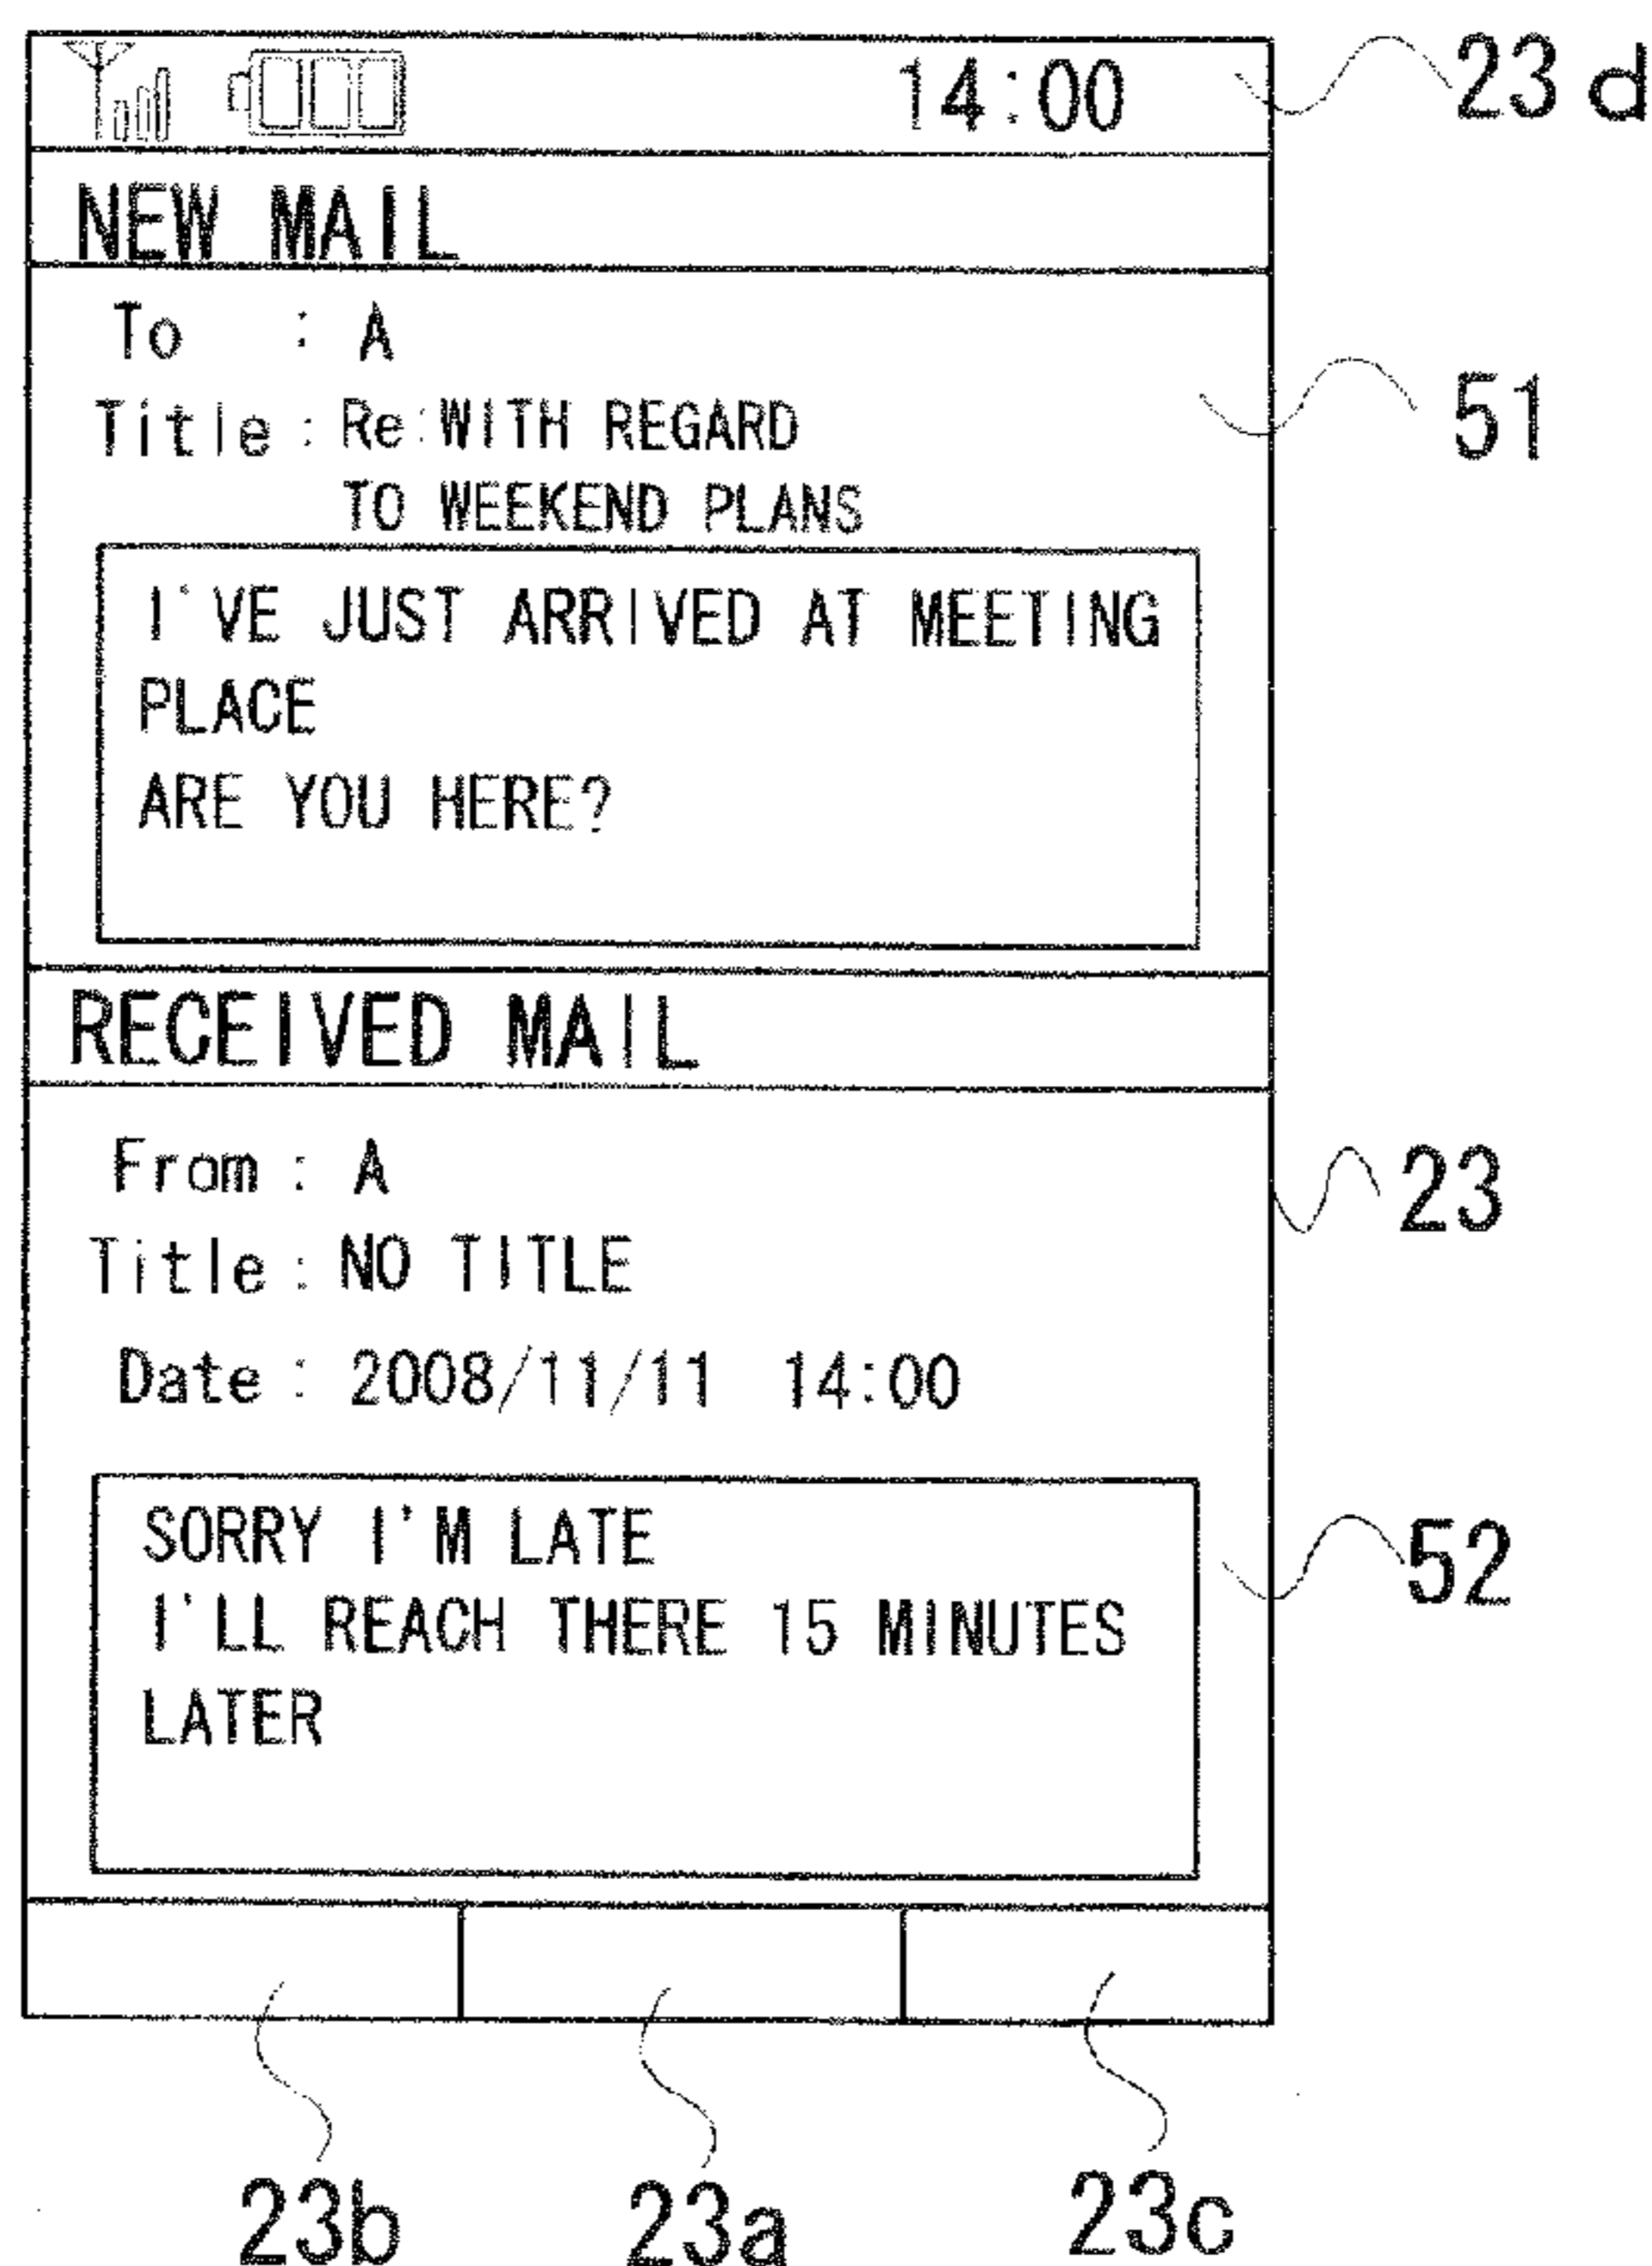 14:00 23d
NEW MAIL
To : A
Title : Re:WITH REGARD 51
TO WEEKEND PLANS
I'VE JUST ARRIVED AT MEETING
PLACE
ARE YOU HERE?
RECEIVED MAIL
From : A 23
Title : NO TITLE
Date : 2008/11/11 14:00
SORRY I'M LATE 52
I'LL REACH THERE 15 MINUTES
LATER
23b 23a 23c